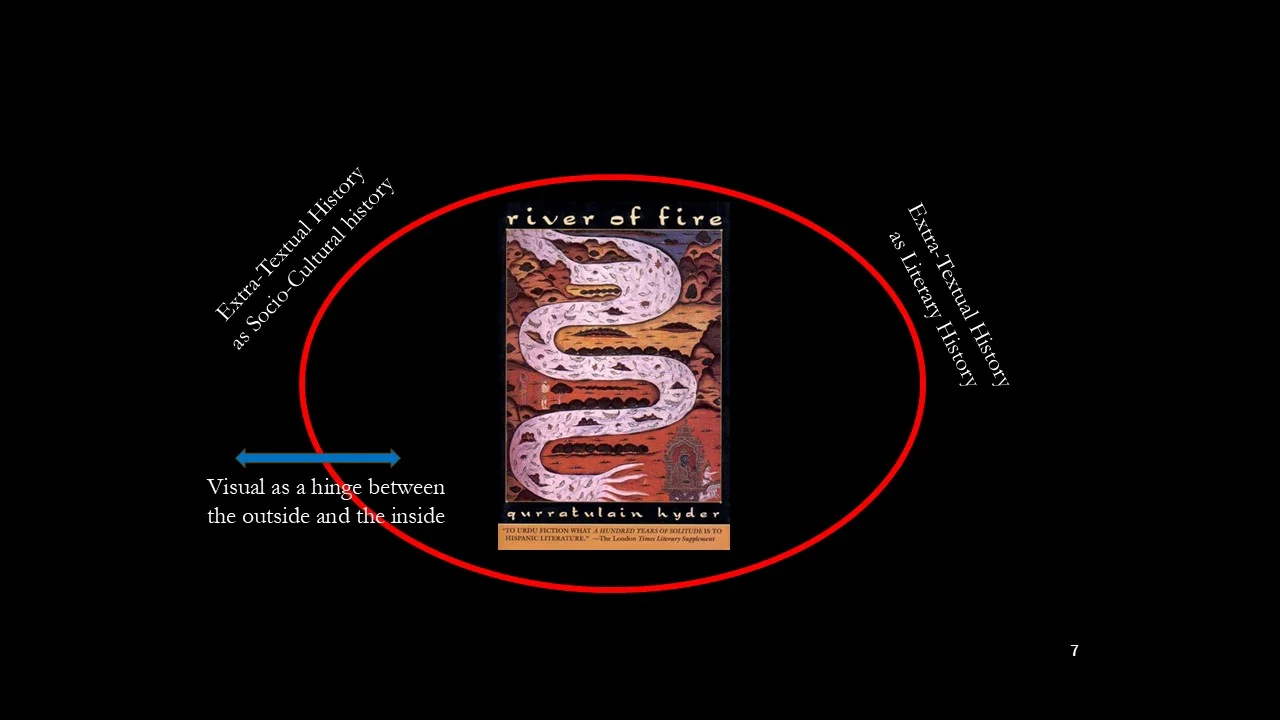 Extra-Textual History
as Socio-Cultural history
Extra-Textual History
as Literary History
river of fire
qurratulain hyder
"TO URDU FICTION WHAT A HUNDRED YEARS OF SOLITUDE IS TO
HISPANIC LITERATURE." —The London Times Literary Supplement
Visual as a hinge between
the outside and the inside
7